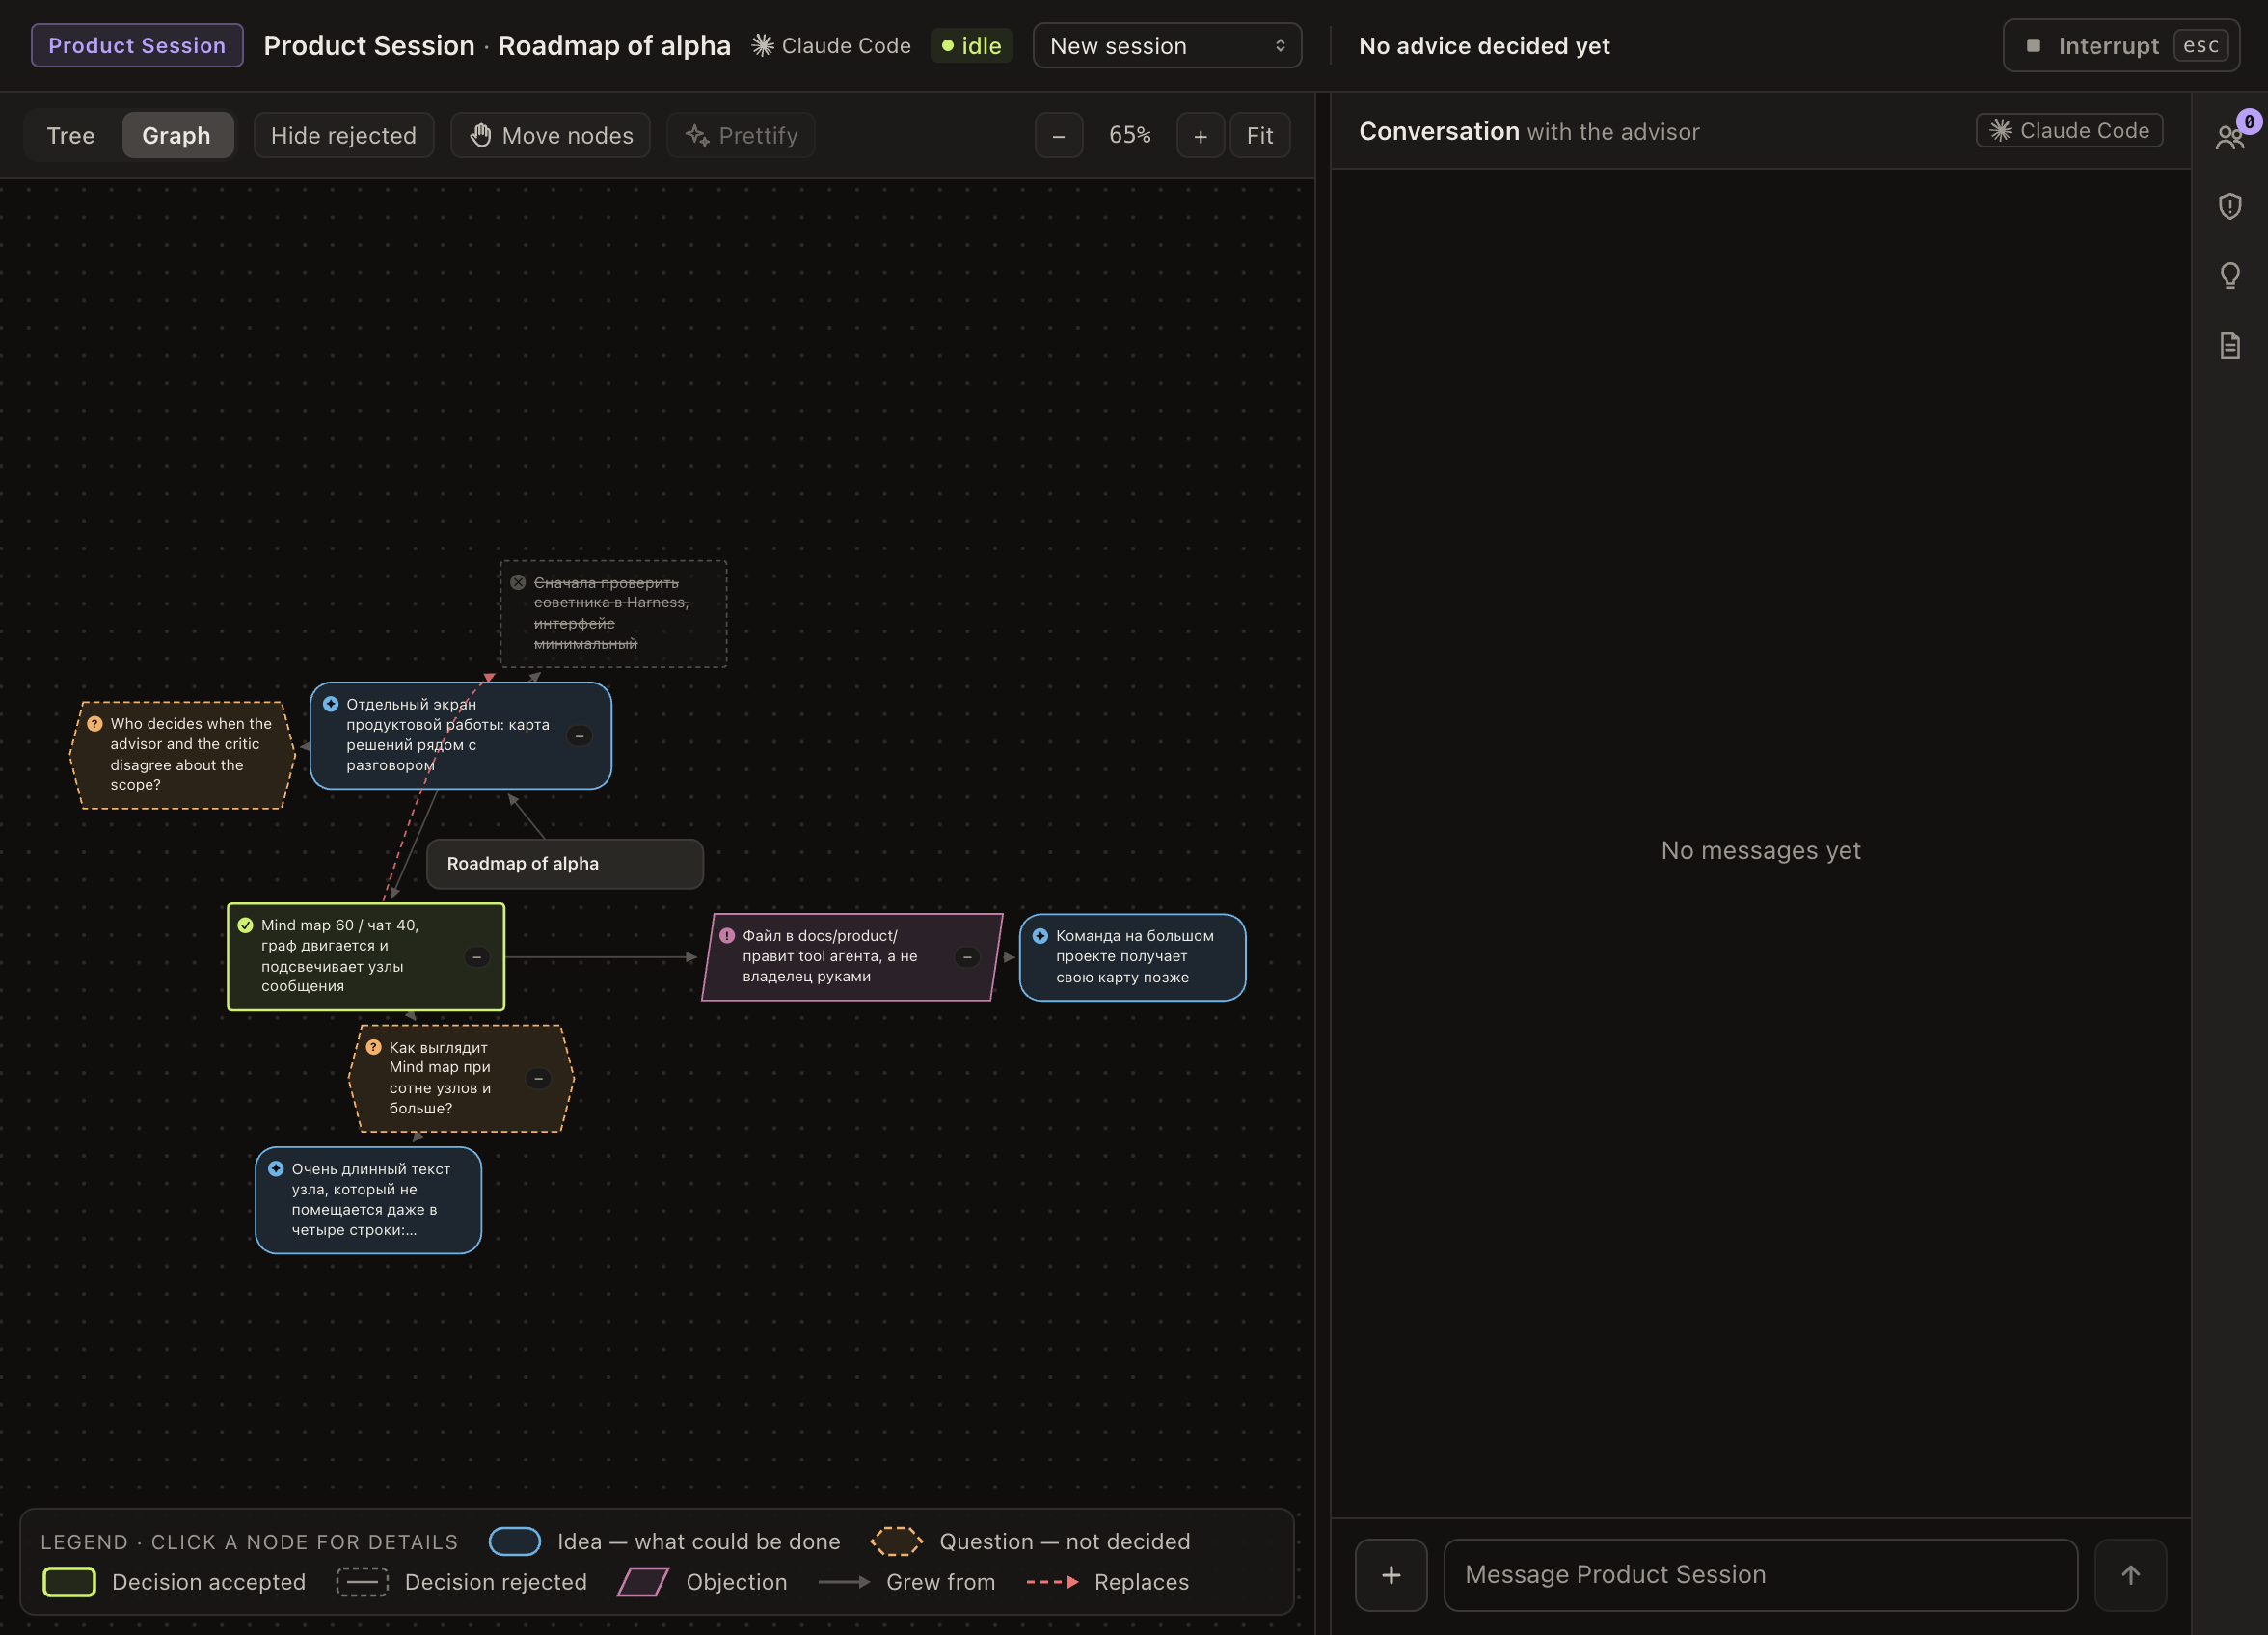 Product Session
Product Session · Roadmap of alpha
Claude Code
idle
New session
No advice decided yet
Interrupt esc
Tree
Graph
Hide rejected
Move nodes
Prettify
−
65%
+
Fit
Conversation with the advisor
Claude Code
0
Сначала проверить
советника в Harness,
интерфейс
минимальный
Who decides when the
advisor and the critic
disagree about the
scope?
Отдельный экран
продуктовой работы: карта
решений рядом с
разговором
Roadmap of alpha
Mind map 60 / чат 40,
граф двигается и
подсвечивает узлы
сообщения
Файл в docs/product/
правит tool агента, а не
владелец руками
Команда на большом
проекте получает
свою карту позже
Как выглядит
Mind map при
сотне узлов и
больше?
Очень длинный текст
узла, который не
помещается даже в
четыре строки:…
No messages yet
LEGEND · CLICK A NODE FOR DETAILS
Idea — what could be done
Question — not decided
Decision accepted
Decision rejected
Objection
Grew from
Replaces
+
Message Product Session